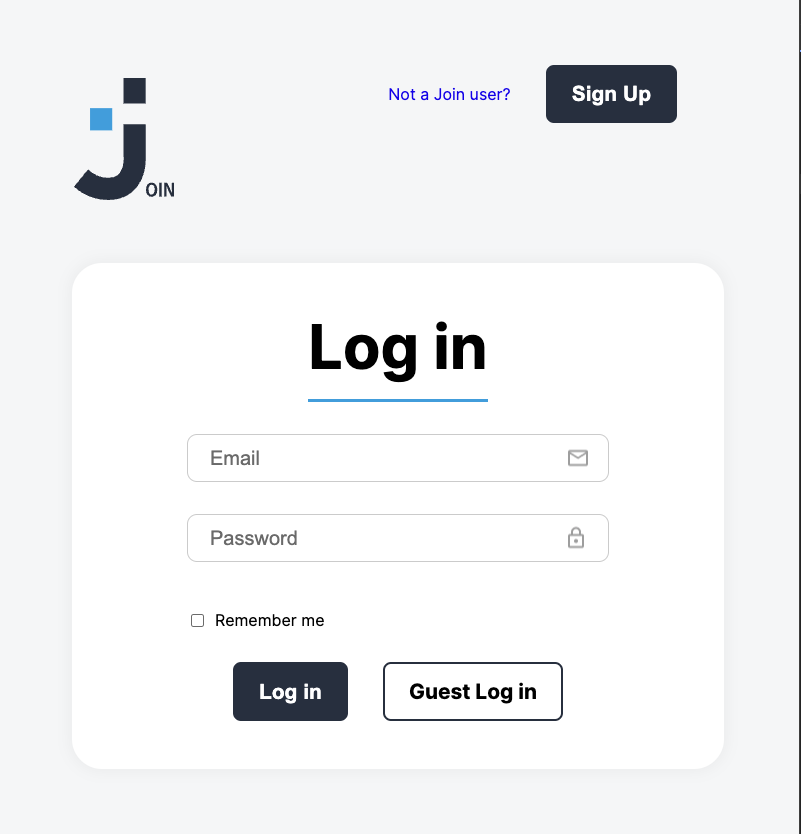 Not a Join user?
Sign Up
JOIN
Log in
Email
Password
Remember me
Log in
Guest Log in